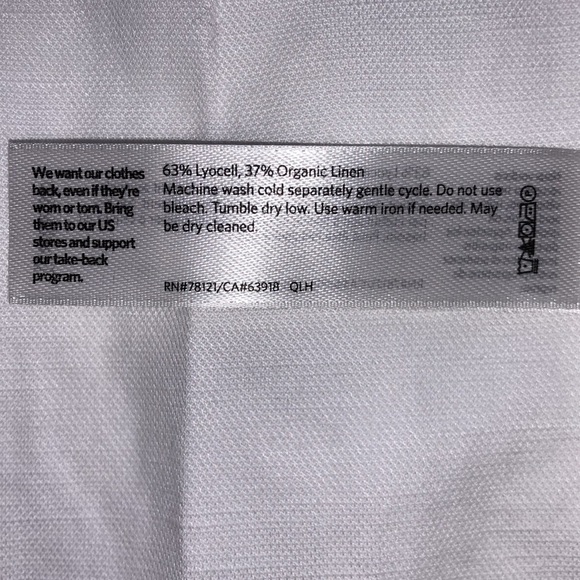 We want our clothes
back, even if they're
worn or torn. Bring
them to our US
stores and support
our take-back
program.
63% Lyocell, 37% Organic Linen
Machine wash cold separately gentle cycle. Do not use
bleach. Tumble dry low. Use warm iron if needed. May
be dry cleaned.
RN#78121/CA#63918 QLH